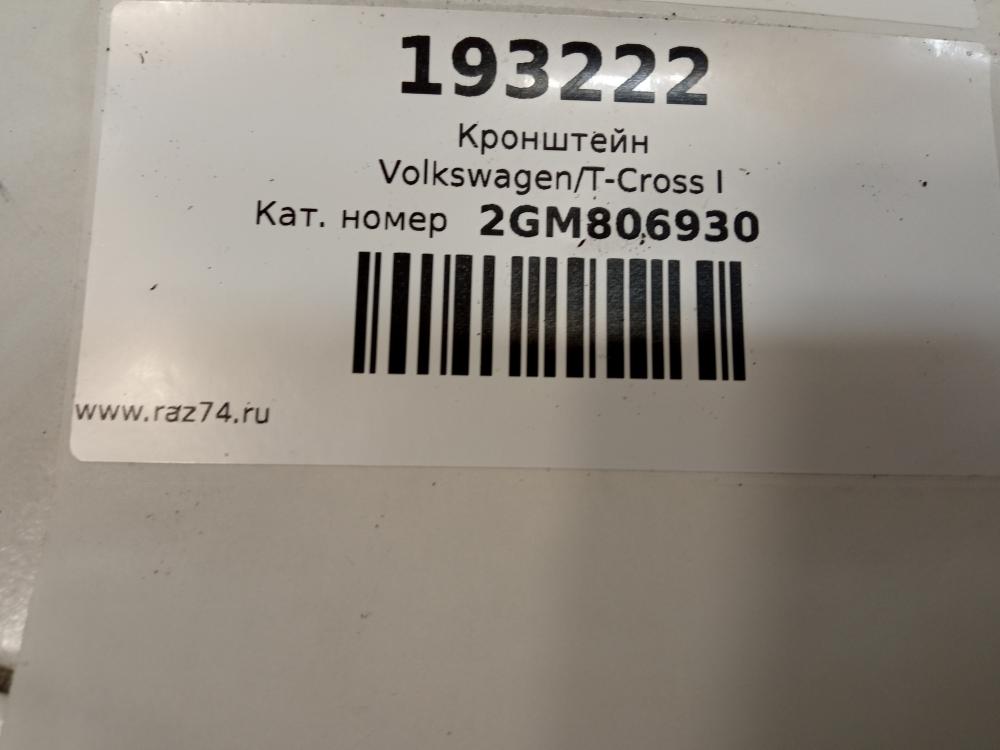 193222
Кронштейн
Volkswagen/T-Cross I
Кат. номер 2GM806930
www.raz74.ru